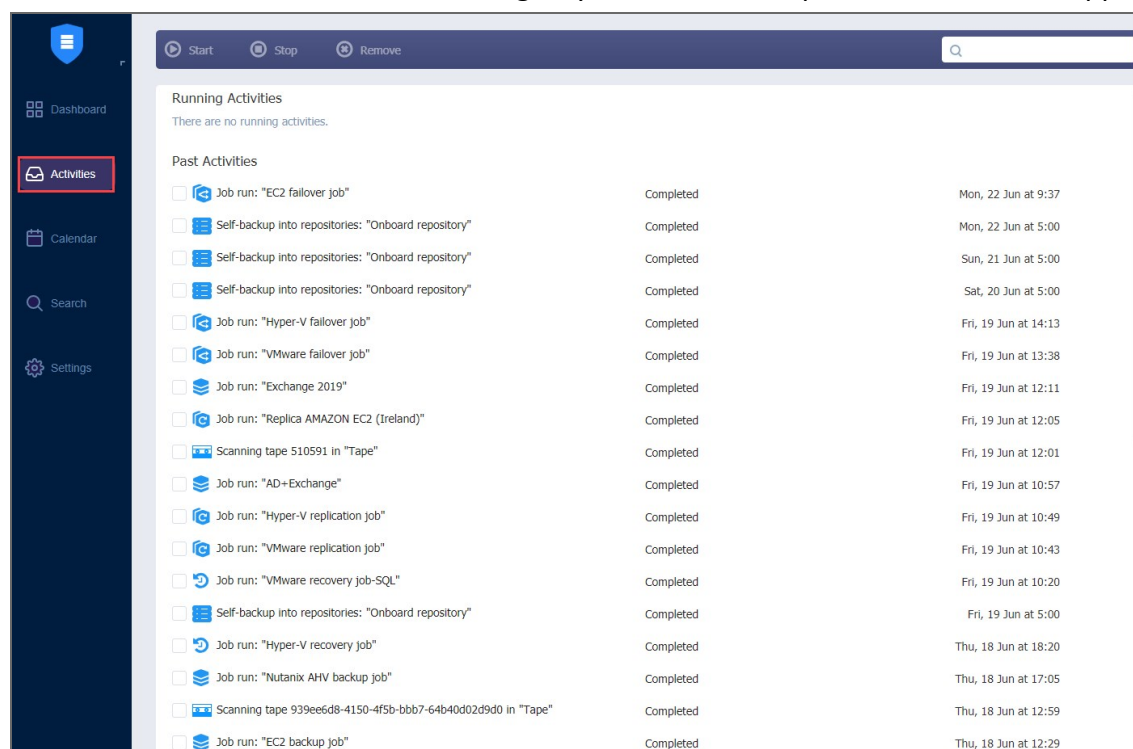 Start Stop Remove
Dashboard
Activities
Calendar
Search
Settings
Running Activities
There are no running activities.
Past Activities
Job run: "EC2 failover job" Completed Mon, 22 Jun at 9:37
Self-backup into repositories: "Onboard repository" Completed Mon, 22 Jun at 5:00
Self-backup into repositories: "Onboard repository" Completed Sun, 21 Jun at 5:00
Self-backup into repositories: "Onboard repository" Completed Sat, 20 Jun at 5:00
Job run: "Hyper-V failover job" Completed Fri, 19 Jun at 14:13
Job run: "VMware failover job" Completed Fri, 19 Jun at 13:38
Job run: "Exchange 2019" Completed Fri, 19 Jun at 12:11
Job run: "Replica AMAZON EC2 (Ireland)" Completed Fri, 19 Jun at 12:05
Scanning tape 510591 in "Tape" Completed Fri, 19 Jun at 12:01
Job run: "AD+Exchange" Completed Fri, 19 Jun at 10:57
Job run: "Hyper-V replication job" Completed Fri, 19 Jun at 10:49
Job run: "VMware replication job" Completed Fri, 19 Jun at 10:43
Job run: "VMware recovery job-SQL" Completed Fri, 19 Jun at 10:20
Self-backup into repositories: "Onboard repository" Completed Fri, 19 Jun at 5:00
Job run: "Hyper-V recovery job" Completed Thu, 18 Jun at 18:20
Job run: "Nutanix AHV backup job" Completed Thu, 18 Jun at 17:05
Scanning tape 939ee6d8-4150-4f5b-bbb7-64b40d02d9d0 in "Tape" Completed Thu, 18 Jun at 12:59
Job run: "EC2 backup job" Completed Thu, 18 Jun at 12:29